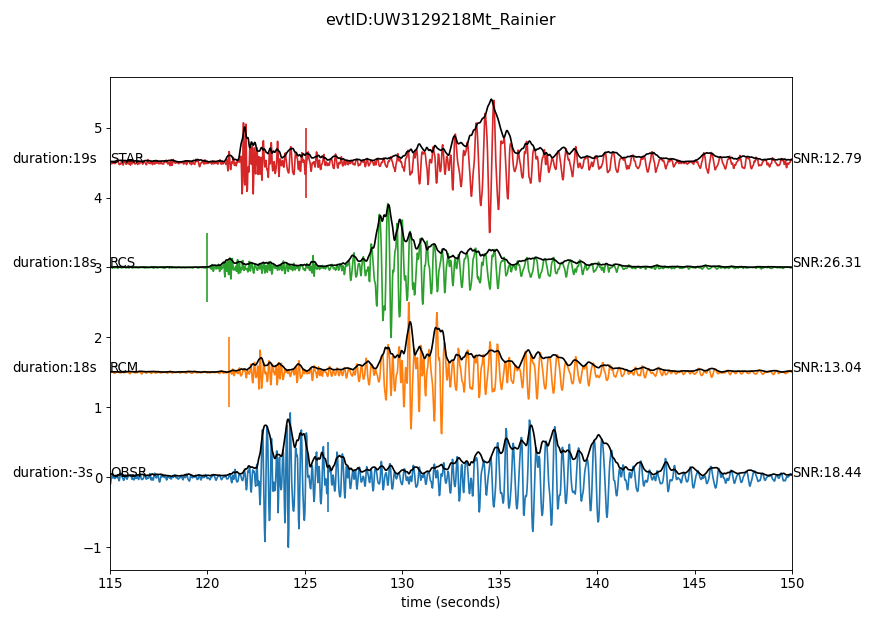 evtID:UW3129218Mt_Rainier
5
duration:19s STAR SNR:12.79
4
duration:18s 3 RCS SNR:26.31
2
duration:18s RCM SNR:13.04
1
duration:-3s 0 OBSR SNR:18.44
−1
115 120 125 130 135 140 145 150
time (seconds)